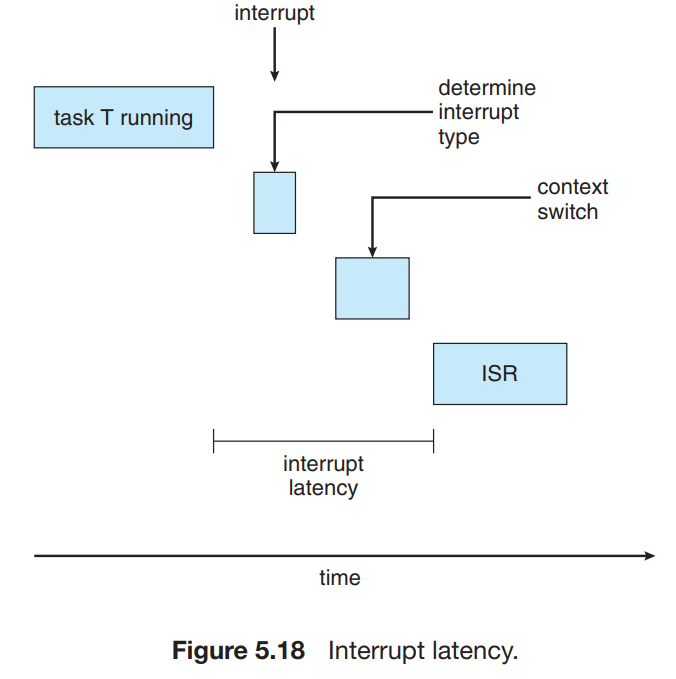 interrupt
task T running
determine
interrupt
type
context
switch
ISR
interrupt
latency
time
Figure 5.18 Interrupt latency.